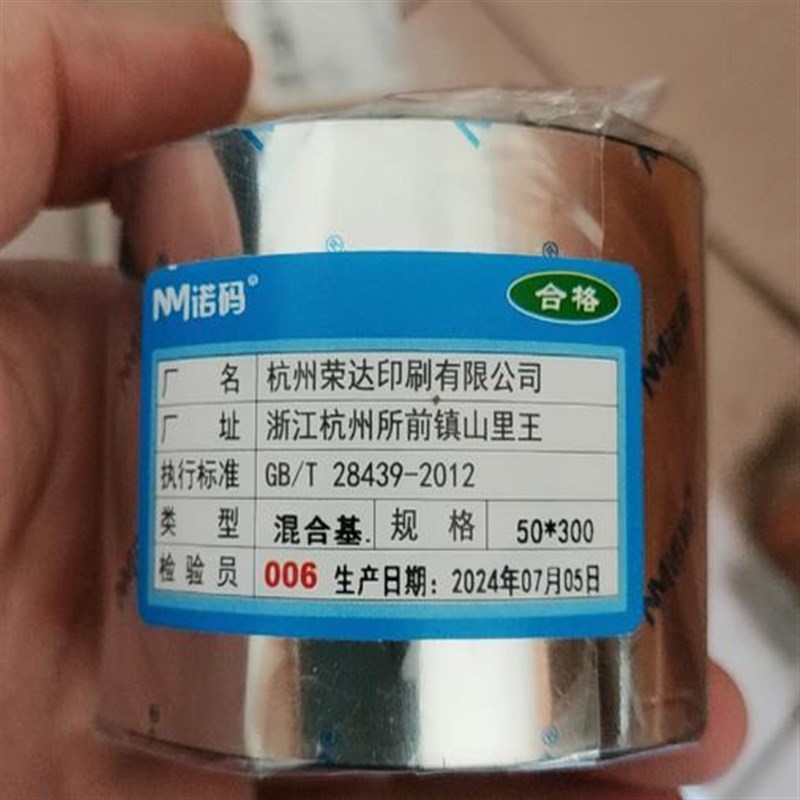 NM诺码®
合格
厂 名 杭州荣达印刷有限公司
厂 址 浙江杭州所前镇山里王
执行标准 GB/T 28439-2012
类 型 混合基. 规 格 50*300
检验员 006 生产日期: 2024年07月05日